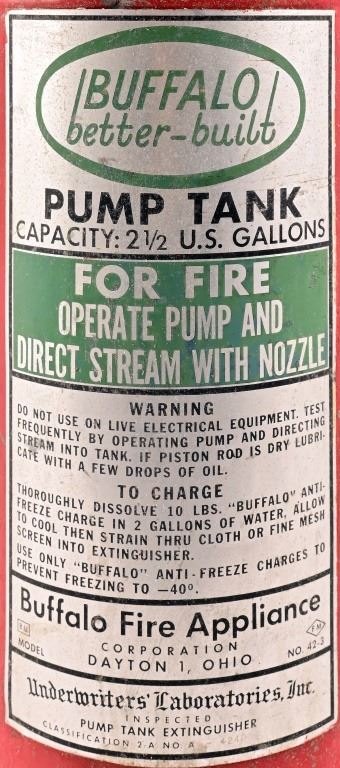 BUFFALO
better-built
PUMP TANK
CAPACITY: 2 1/2 U.S. GALLONS
FOR FIRE
OPERATE PUMP AND
DIRECT STREAM WITH NOZZLE
WARNING
DO NOT USE ON LIVE ELECTRICAL EQUIPMENT. TEST
FREQUENTLY BY OPERATING PUMP AND DIRECTING
STREAM INTO TANK. IF PISTON ROD IS DRY LUBRI-
CATE WITH A FEW DROPS OF OIL.
TO CHARGE
THOROUGHLY DISSOLVE 10 LBS. "BUFFALO" ANTI-
FREEZE CHARGE IN 2 GALLONS OF WATER, ALLOW
TO COOL THEN STRAIN THRU CLOTH OR FINE MESH
SCREEN INTO EXTINGUISHER.
USE ONLY "BUFFALO" ANTI-FREEZE CHARGES TO
PREVENT FREEZING TO −40°.
Buffalo Fire Appliance
CORPORATION
MODEL DAYTON 1, OHIO NO. 42-3
Underwriters' Laboratories, Inc.
INSPECTED
PUMP TANK EXTINGUISHER
CLASSIFICATION 2-A NO. A